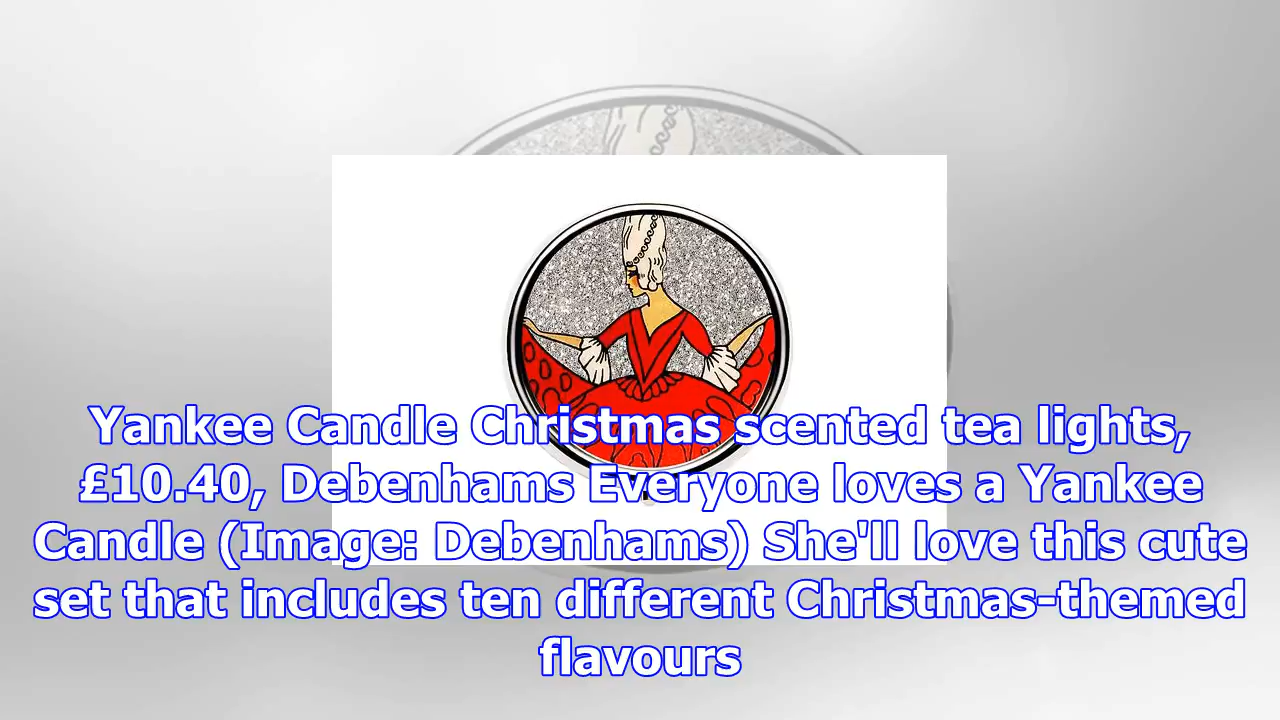 Yankee Candle Christmas scented tea lights,
£10.40, Debenhams Everyone loves a Yankee
Candle (Image: Debenhams) She'll love this cute
set that includes ten different Christmas-themed
flavours